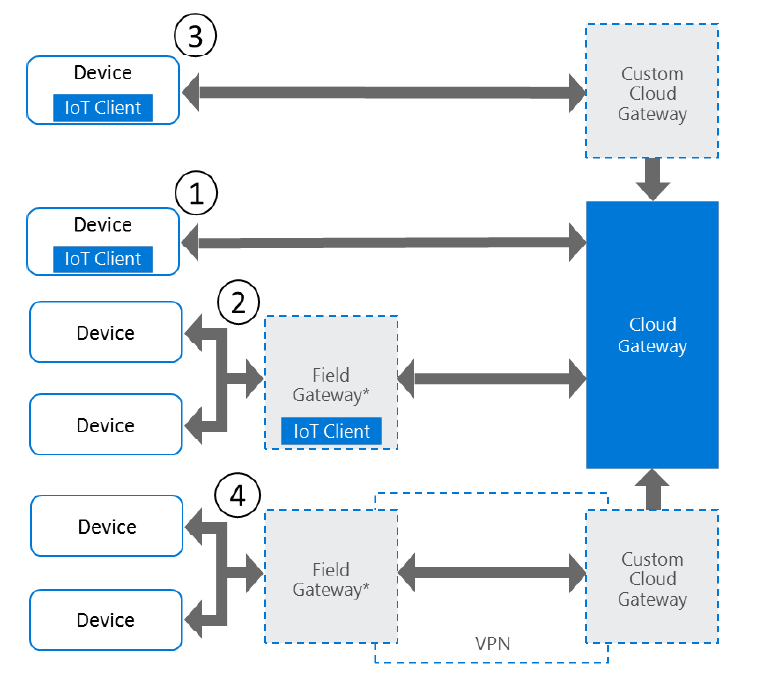 3
Device
IoT Client
Custom
Cloud
Gateway
1
Device
IoT Client
2
Device
Device
Field
Gateway*
IoT Client
Cloud
Gateway
4
Device
Device
Field
Gateway*
VPN
Custom
Cloud
Gateway